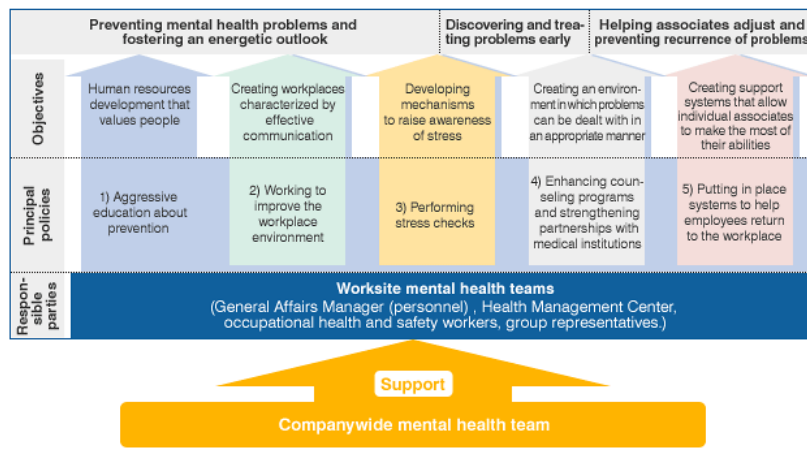 Preventing mental health problems and
fostering an energetic outlook
Discovering and trea-
ting problems early
Helping associates adjust and
preventing recurrence of problems
Objectives
Human resources
development that
values people
Creating workplaces
characterized by
effective
communication
Developing
mechanisms
to raise awareness
of stress
Creating an environ-
ment in which problems
can be dealt with in
an appropriate manner
Creating support
systems that allow
individual associates
to make the most of
their abilities
Principal
policies
1) Aggressive
education about
prevention
2) Working to
improve the
workplace
environment
3) Performing
stress checks
4) Enhancing coun-
seling programs
and strengthening
partnerships with
medical institutions
5) Putting in place
systems to help
employees return
to the workplace
Respon-
sible
parties
Worksite mental health teams
(General Affairs Manager (personnel) , Health Management Center,
occupational health and safety workers, group representatives.)
Support
Companywide mental health team